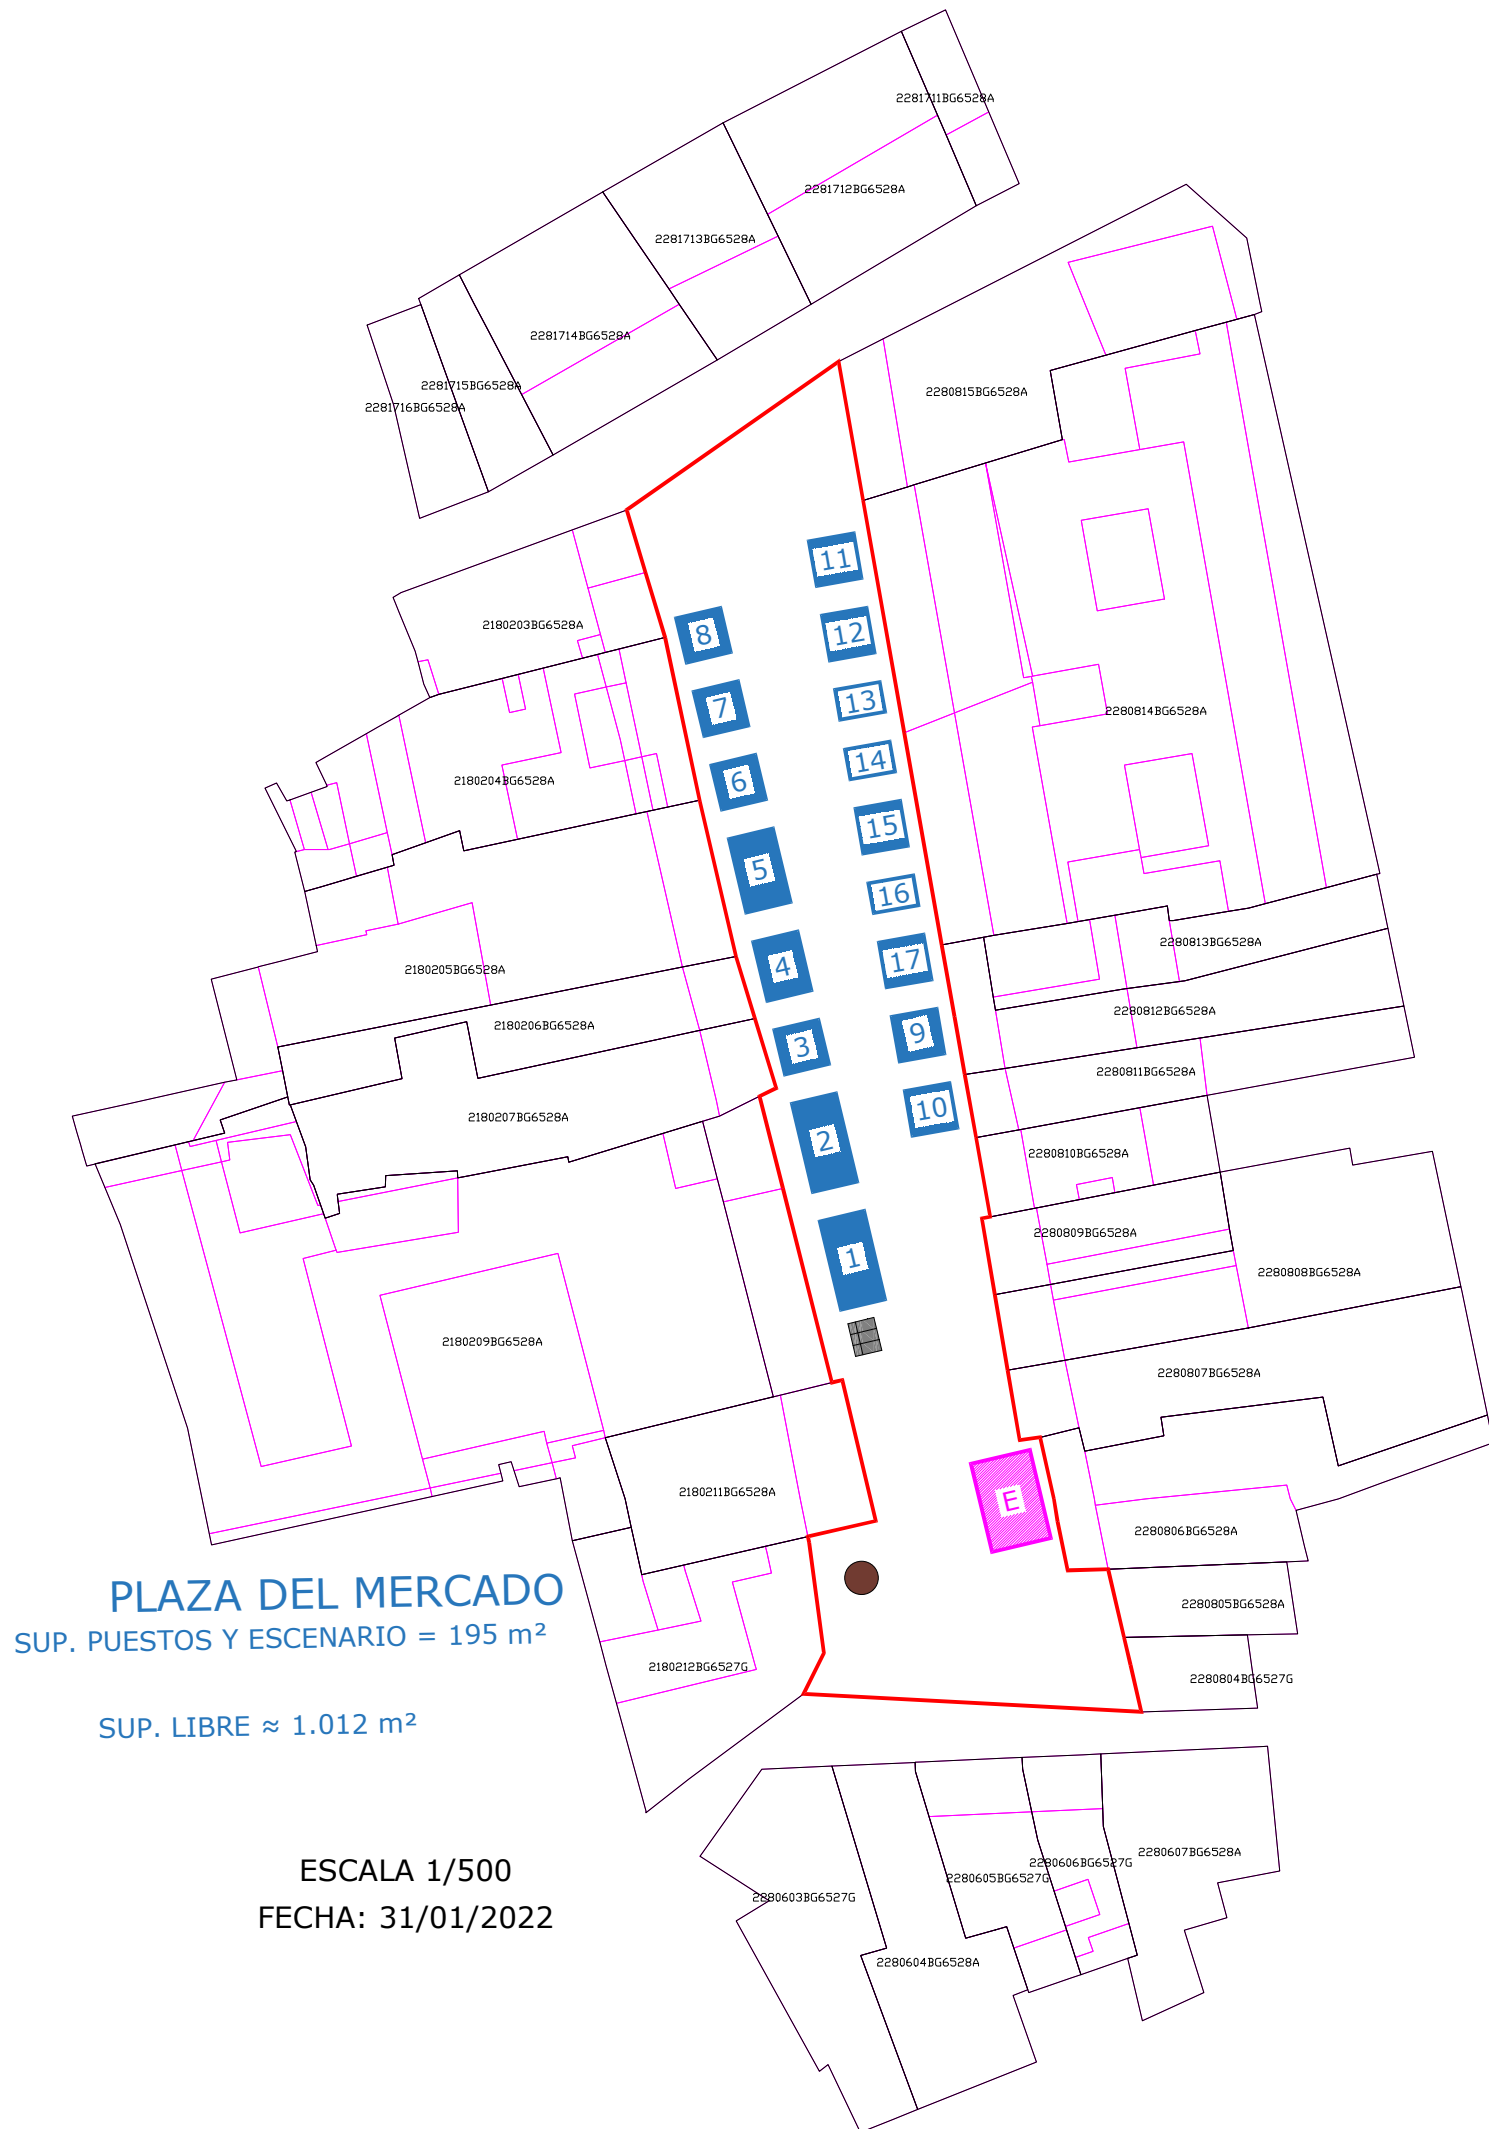 2281711BG6528A
2281712BG6528A
2281713BG6528A
2281714BG6528A
2281715BG6528A
2281716BG6528A
2280815BG6528A
11
2180203BG6528A
8
12
13
7
2280814BG6528A
14
2180204BG6528A
6
15
5
16
2280813BG6528A
17
4
2180205BG6528A
2280812BG6528A
2180206BG6528A
9
3
2280811BG6528A
10
2180207BG6528A
2
2280810BG6528A
2280809BG6528A
1
2280808BG6528A
2180209BG6528A
2280807BG6528A
2180211BG6528A
E
2280806BG6528A
PLAZA DEL MERCADO
2280805BG6528A
SUP. PUESTOS Y ESCENARIO = 195 m²
2180212BG6527G
2280804BG6527G
SUP. LIBRE ≈ 1.012 m²
2280607BG6528A
2280606BG6527G
ESCALA 1/500
2280605BG6527G
2280603BG6527G
FECHA: 31/01/2022
2280604BG6528A